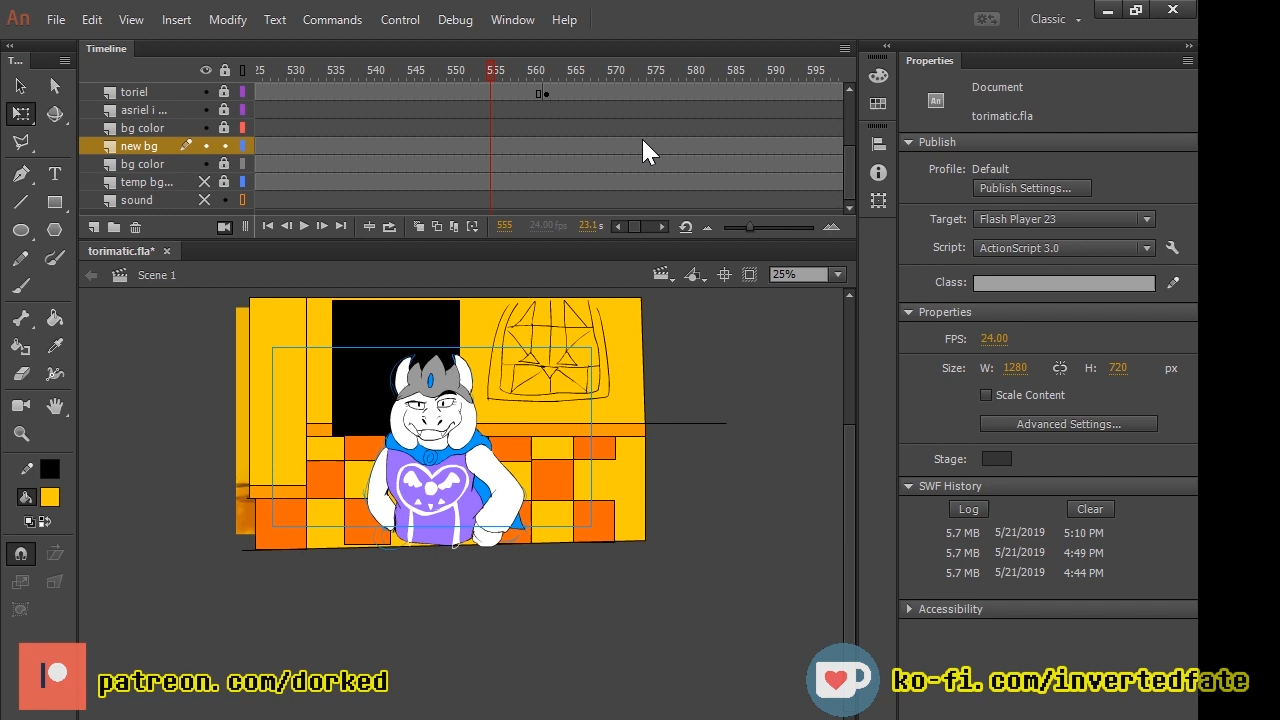 An File Edit View Insert Modify Text Commands Control Debug Window Help Classic
T... Timeline Properties
25 530 535 540 545 550 555 560 565 570 575 580 585 590 595
toriel
asriel i ...
bg color
new bg
bg color
temp bg...
sound
555 24.00 fps 23.1 s
torimatic.fla*
Scene 1 25%
Document
An torimatic.fla
Publish
Profile: Default
Publish Settings...
Target: Flash Player 23
Script: ActionScript 3.0
Class:
Properties
FPS: 24.00
Size: W: 1280 H: 720 px
Scale Content
Advanced Settings...
Stage:
SWF History
Log Clear
5.7 MB 5/21/2019 5:10 PM
5.7 MB 5/21/2019 4:49 PM
5.7 MB 5/21/2019 4:44 PM
Accessibility
patreon.com/dorked
ko-fi.com/invertedfate